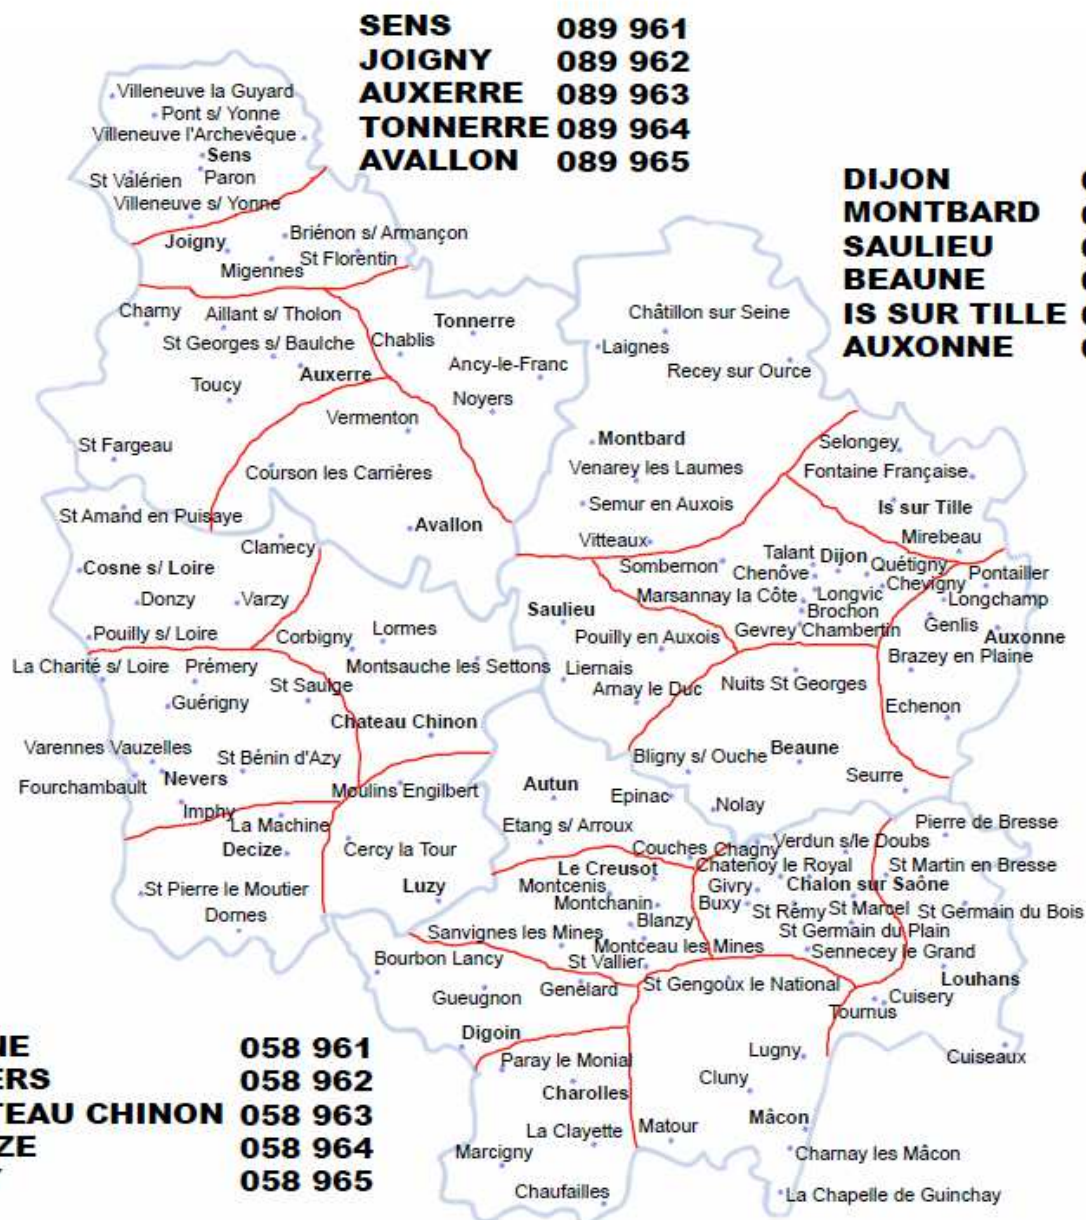 SENS 089 961
JOIGNY 089 962
AUXERRE 089 963
TONNERRE 089 964
AVALLON 089 965
DIJON
MONTBARD
SAULIEU
BEAUNE
IS SUR TILLE
AUXONNE
Villeneuve la Guyard
Pont s/ Yonne
Villeneuve l'Archevêque
Sens
St Valérien
Paron
Villeneuve s/ Yonne
Joigny
Briénon s/ Armançon
St Florentin
Migennes
Charny
Aillant s/ Tholon
Tonnerre
Châtillon sur Seine
St Georges s/ Baulche
Chablis
Laignes
Toucy
Auxerre
Ancy-le-Franc
Recey sur Ource
Noyers
Vermenton
St Fargeau
Montbard
Selongey
Courson les Carrières
Venarey les Laumes
Fontaine Française
Semur en Auxois
Is sur Tille
St Amand en Puisaye
Avallon
Vitteaux
Mirebeau
Clamecy
Talant
Dijon
Quétigny
Sombernon
Chenôve
Chevigny
Pontailler
Cosne s/ Loire
Marsannay la Côte
Longvic
Longchamp
Donzy
Varzy
Saulieu
Brochon
Genlis
Auxonne
Pouilly s/ Loire
Corbigny
Lormes
Pouilly en Auxois
Gevrey Chambertin
Brazey en Plaine
La Charité s/ Loire
Prémery
Montsauche les Settons
Liernais
St Saulge
Arnay le Duc
Nuits St Georges
Guérigny
Echenon
Chateau Chinon
Varennes Vauzelles
St Bénin d'Azy
Bligny s/ Ouche
Beaune
Nevers
Seurre
Fourchambault
Moulins Engilbert
Autun
Epinac
Nolay
Imphy
La Machine
Etang s/ Arroux
Pierre de Bresse
Decize
Cercy la Tour
Couches
Chagny
Verdun s/le Doubs
Le Creusot
Chatenoy le Royal
St Martin en Bresse
St Pierre le Moutier
Luzy
Montcenis
Givry
Chalon sur Saône
Montchanin
Buxy
St Rémy
St Marcel
St Germain du Bois
Dornes
Blanzy
St Germain du Plain
Sanvignes les Mines
Montceau les Mines
Sennecey le Grand
Bourbon Lancy
St Vallier
Louhans
Gueugnon
Genelard
St Gengoux le National
Cuisery
Tournus
Digoin
Lugny
Cuiseaux
Paray le Monial
Cluny
Charolles
Mâcon
La Clayette
Matour
Marcigny
Charnay les Mâcon
Chaufailles
La Chapelle de Guinchay
NE 058 961
ERS 058 962
TEAU CHINON 058 963
ZE 058 964
058 965